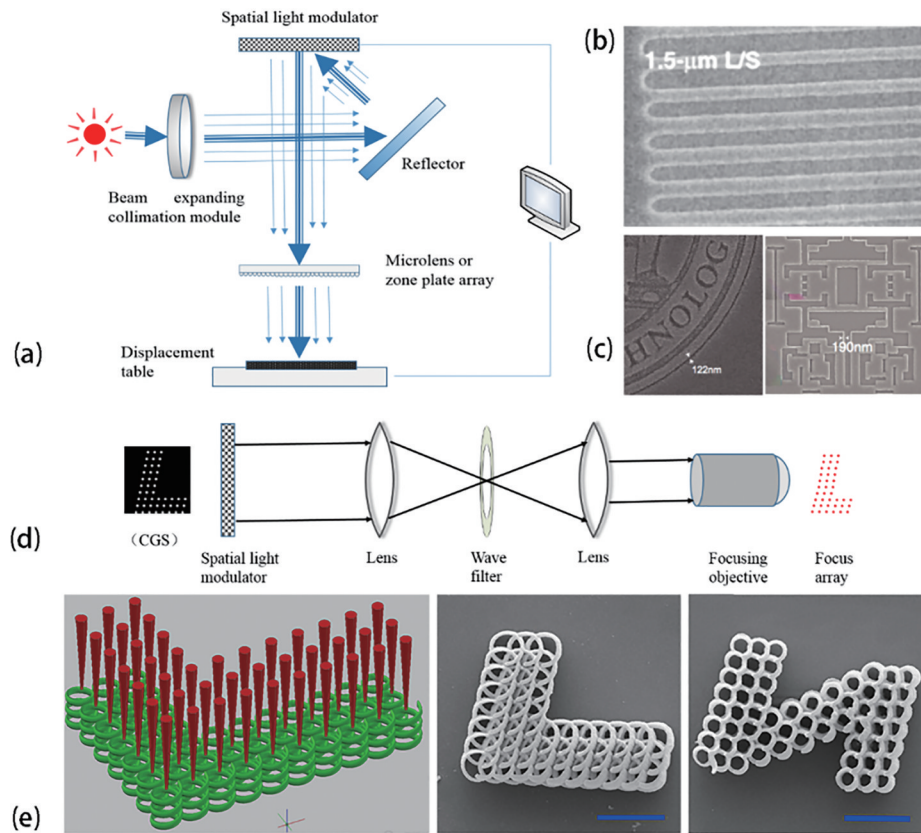 Spatial light modulator
(b)
1.5-μm L/S
Reflector
Beam expanding
collimation module
Microlens or
zone plate array
(a)
Displacement
table
(c)
HNOLOG
122nm
190nm
(d)
(CGS)
Spatial light
modulator
Lens
Wave
filter
Lens
Focusing
objective
Focus
array
(e)